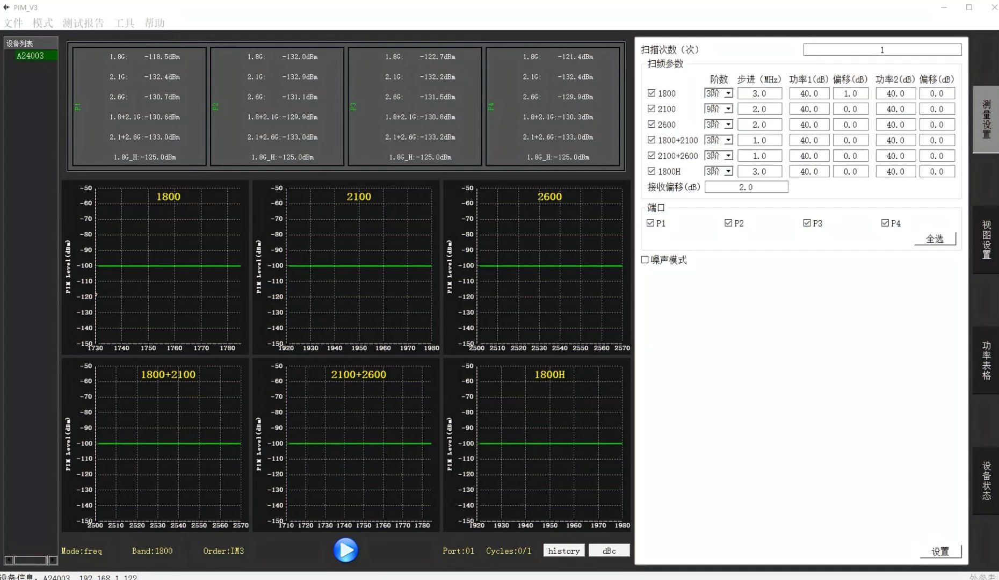 PIM_V3
文件 模式 测试报告 工具 帮助
设备列表
A24003
P1
1.8G: -118.5dBm
2.1G: -132.4dBm
2.6G: -130.7dBm
1.8+2.1G:-130.6dBm
2.1+2.6G:-133.0dBm
1.8G_H:-125.0dBm
P2
1.8G: -132.0dBm
2.1G: -132.9dBm
2.6G: -131.1dBm
1.8+2.1G:-129.9dBm
2.1+2.6G:-133.0dBm
1.8G_H:-125.0dBm
P3
1.8G: -122.7dBm
2.1G: -132.2dBm
2.6G: -131.5dBm
1.8+2.1G:-130.8dBm
2.1+2.6G:-133.2dBm
1.8G_H:-125.0dBm
P4
1.8G: -121.4dBm
2.1G: -132.4dBm
2.6G: -129.9dBm
1.8+2.1G:-130.3dBm
2.1+2.6G:-133.0dBm
1.8G_H:-125.0dBm
1800
PIM Level(dBm)
-50
-60
-70
-80
-90
-100
-110
-120
-130
-140
-150
1730 1740 1750 1760 1770 1780
2100
PIM Level(dBm)
-50
-60
-70
-80
-90
-100
-110
-120
-130
-140
-150
1920 1930 1940 1950 1960 1970 1980
2600
PIM Level(dBm)
-50
-60
-70
-80
-90
-100
-110
-120
-130
-140
-150
2500 2510 2520 2530 2540 2550 2560 2570
1800+2100
PIM Level(dBm)
-50
-60
-70
-80
-90
-100
-110
-120
-130
-140
-150
2500 2510 2520 2530 2540 2550 2560 2570
2100+2600
PIM Level(dBm)
-50
-60
-70
-80
-90
-100
-110
-120
-130
-140
-150
1710 1720 1730 1740 1750 1760 1770 1780
1800H
PIM Level(dBm)
-50
-60
-70
-80
-90
-100
-110
-120
-130
-140
-150
1920 1930 1940 1950 1960 1970 1980
Mode:freq Band:1800 Order:IM3 Port:01 Cycles:0/1 history dBc
扫描次数（次） 1
扫频参数
阶数 步进（MHz） 功率1(dB) 偏移(dB) 功率2(dB) 偏移(dB)
1800 3阶 3.0 40.0 1.0 40.0 0.0
2100 9阶 2.0 40.0 0.0 40.0 0.0
2600 3阶 2.0 40.0 0.0 40.0 0.0
1800+2100 3阶 1.0 40.0 0.0 40.0 0.0
2100+2600 3阶 1.0 40.0 0.0 40.0 0.0
1800H 3阶 3.0 40.0 0.0 40.0 0.0
接收偏移(dB) 2.0
端口
P1 P2 P3 P4
全选
噪声模式
设置
测量设置
视图设置
功率表格
设备状态
设备信息: A24003 192.168.1.122
外参考